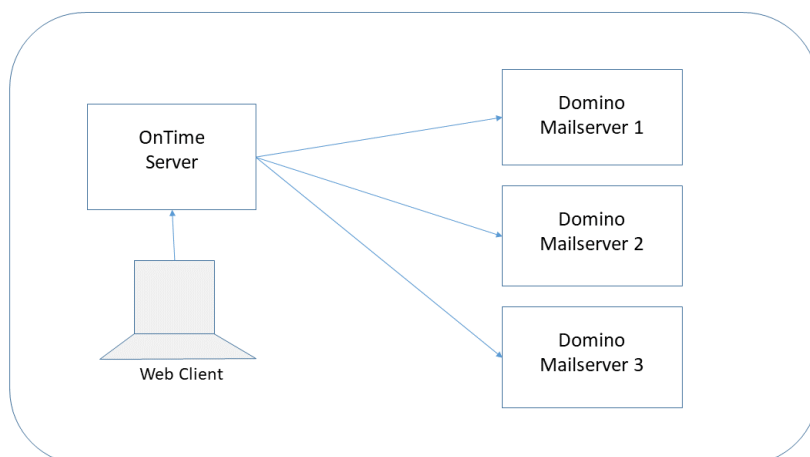 OnTime
Server
Domino
Mailserver 1
Domino
Mailserver 2
Domino
Mailserver 3
Web Client